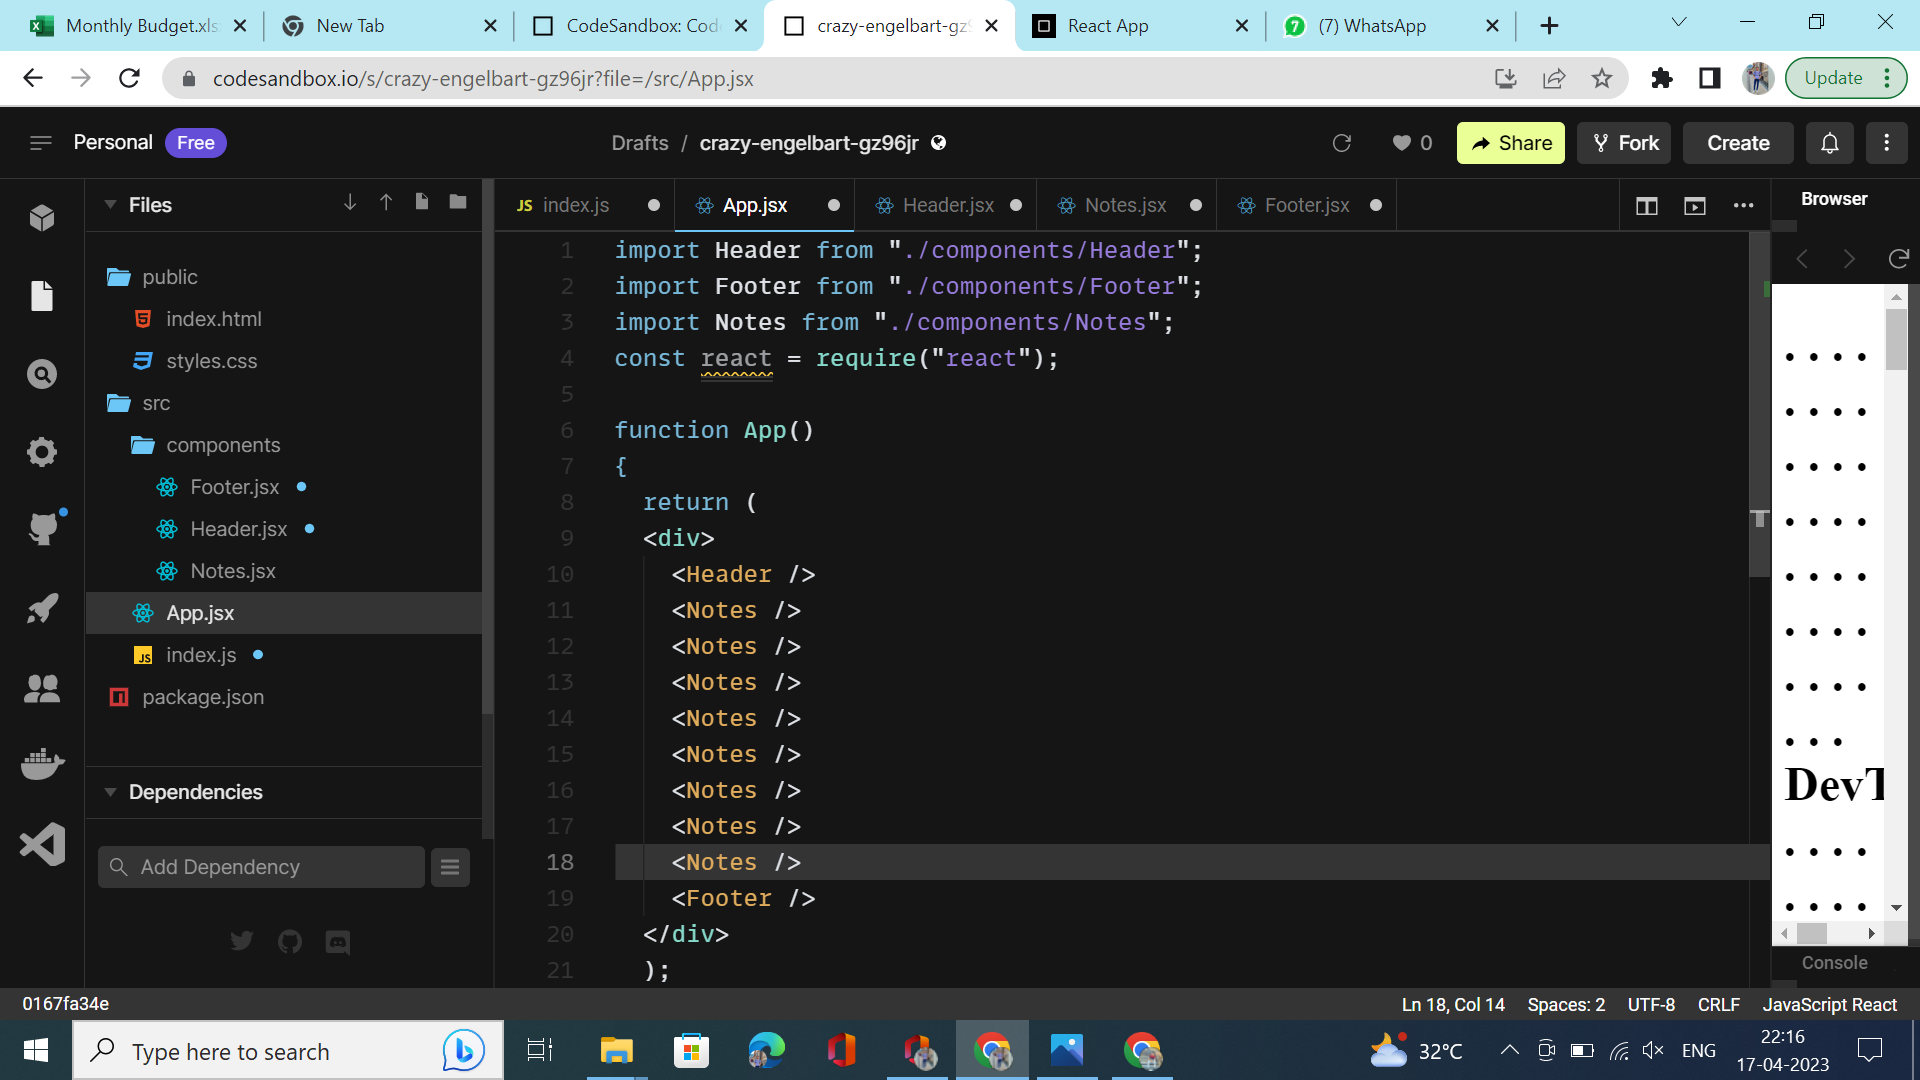 Monthly Budget.xls
New Tab
CodeSandbox: Code
crazy-engelbart-gz9
React App
7
(7) WhatsApp
codesandbox.io/s/crazy-engelbart-gz96jr?file=/src/App.jsx
Update
Personal
Free
Drafts / crazy-engelbart-gz96jr
0
Share
Fork
Create
Files
public
index.html
styles.css
src
components
Footer.jsx
Header.jsx
Notes.jsx
App.jsx
JS index.js
package.json
Dependencies
Add Dependency
JS index.js
App.jsx
Header.jsx
Notes.jsx
Footer.jsx
1 import Header from "./components/Header";
2 import Footer from "./components/Footer";
3 import Notes from "./components/Notes";
4 const react = require("react");
5
6 function App()
7 {
8 return (
9 <div>
10 <Header />
11 <Notes />
12 <Notes />
13 <Notes />
14 <Notes />
15 <Notes />
16 <Notes />
17 <Notes />
18 <Notes />
19 <Footer />
20 </div>
21 );
Browser
DevT
Console
0167fa34e
Ln 18, Col 14
Spaces: 2
UTF-8
CRLF
JavaScript React
Type here to search
32°C
ENG
22:16
17-04-2023